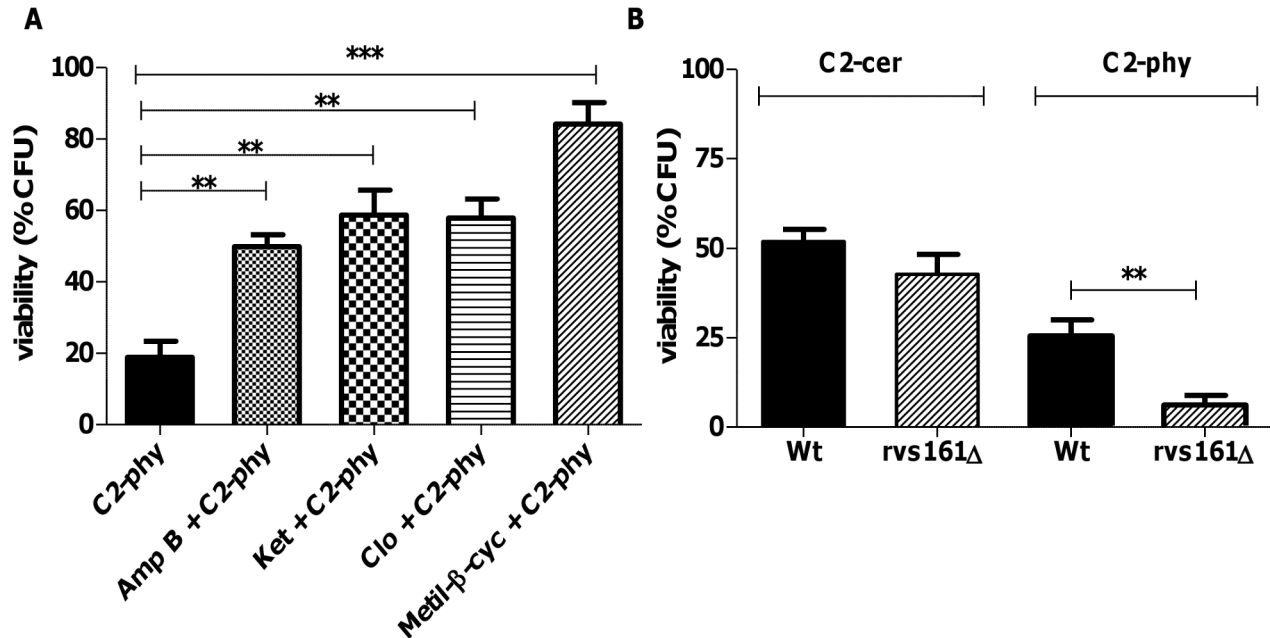 A
viability (%CFU)
100
80
60
40
20
0
***
**
**
**
C2-phy
Amp B +C2-phy
Ket +C2-phy
Clo +C2-phy
Metil-β-cyc +C2-phy
B
viability (%CFU)
100
75
50
25
0
C2-cer
C2-phy
**
Wt
rvs161Δ
Wt
rvs161Δ